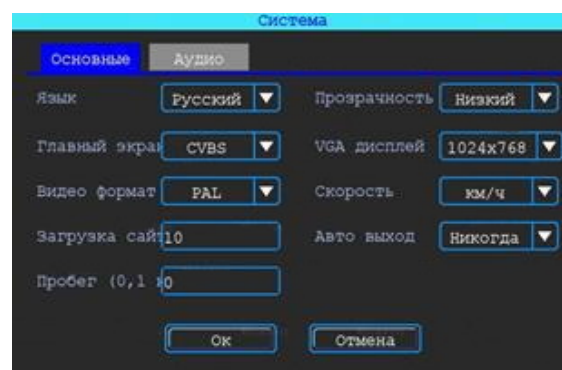 Система
Основные Аудио
Язык Русский Прозрачность Низкий
Главный экран CVBS VGA дисплей 1024x768
Видео формат PAL Скорость км/ч
Загрузка сайт 10 Авто выход Никогда
Пробег (0,1 0
Ок Отмена